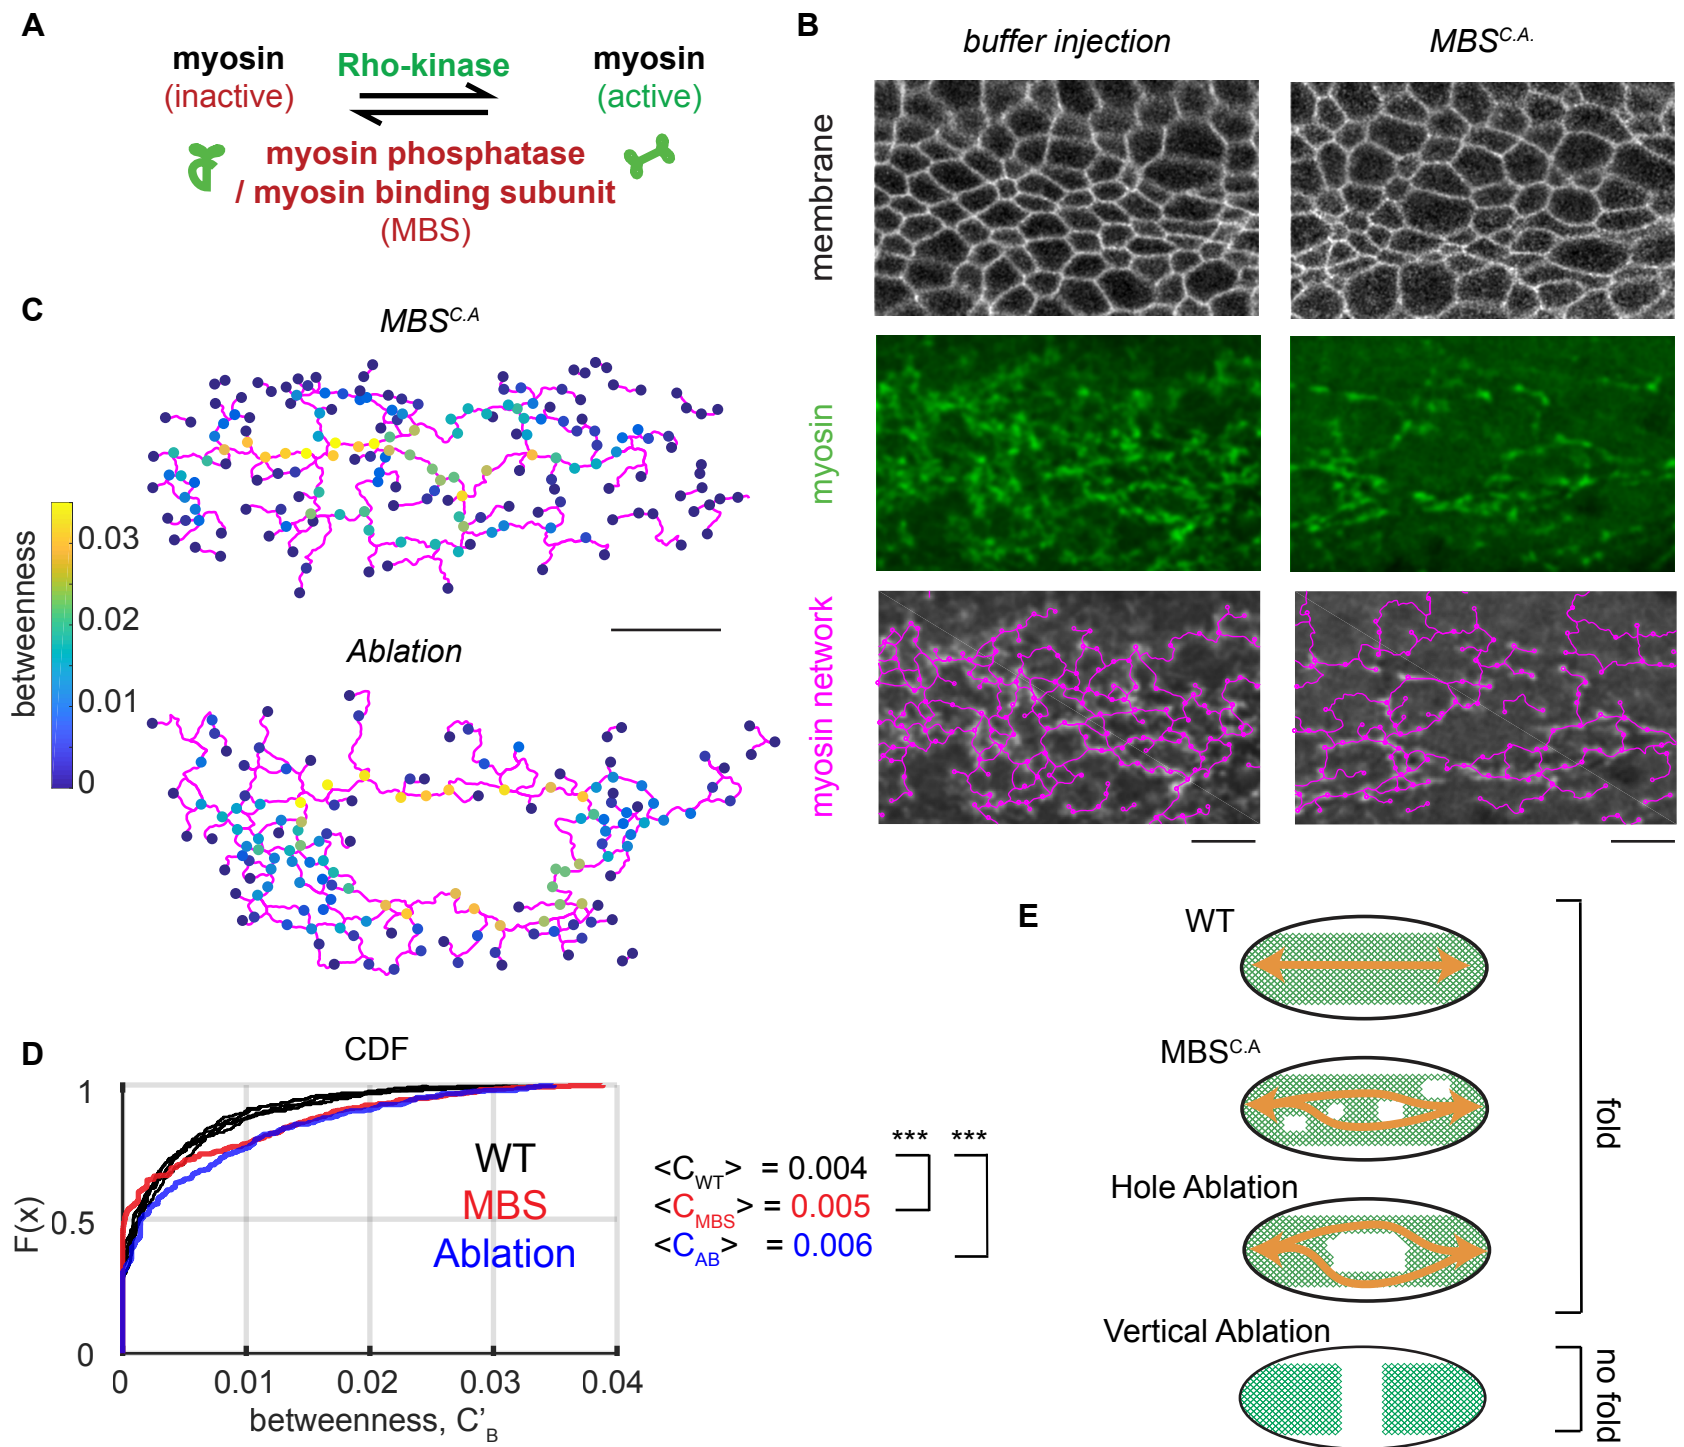 A
myosin
(inactive)
Rho-kinase
myosin
(active)
myosin phosphatase
/ myosin binding subunit
(MBS)
B
buffer injection
MBS^C.A.
membrane
myosin
myosin network
C
MBS^C.A
betweenness
0.03
0.02
0.01
0
Ablation
D
CDF
F(x)
1
0.5
0
0
0.01
0.02
0.03
0.04
betweenness, C'_B
WT
MBS
Ablation
<C_WT> = 0.004
<C_MBS> = 0.005
<C_AB> = 0.006
*** ***
E
WT
MBS^C.A
Hole Ablation
Vertical Ablation
fold
no fold